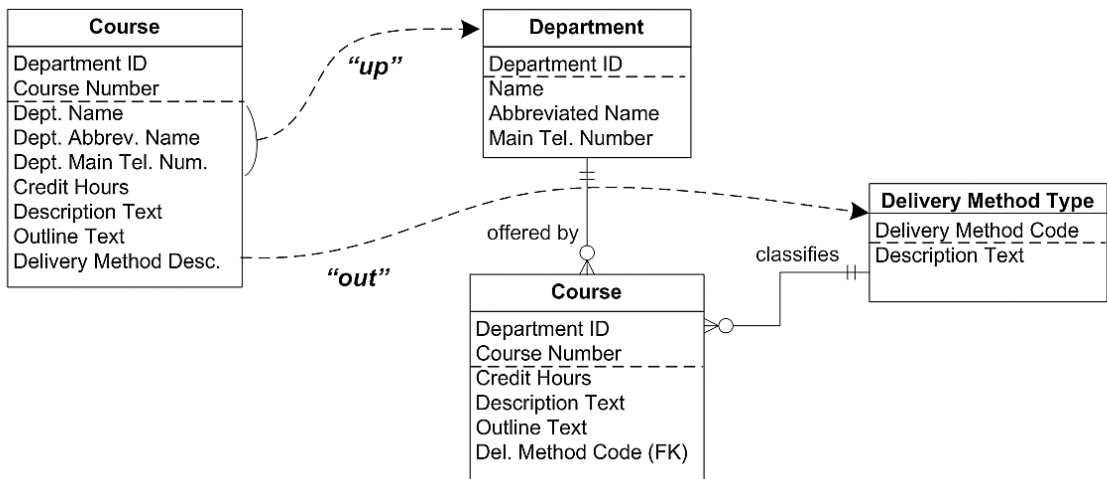 Course
Department ID
Course Number
Dept. Name
Dept. Abbrev. Name
Dept. Main Tel. Num.
Credit Hours
Description Text
Outline Text
Delivery Method Desc.
“up”
“out”
Department
Department ID
Name
Abbreviated Name
Main Tel. Number
offered by
Delivery Method Type
Delivery Method Code
Description Text
classifies
Course
Department ID
Course Number
Credit Hours
Description Text
Outline Text
Del. Method Code (FK)